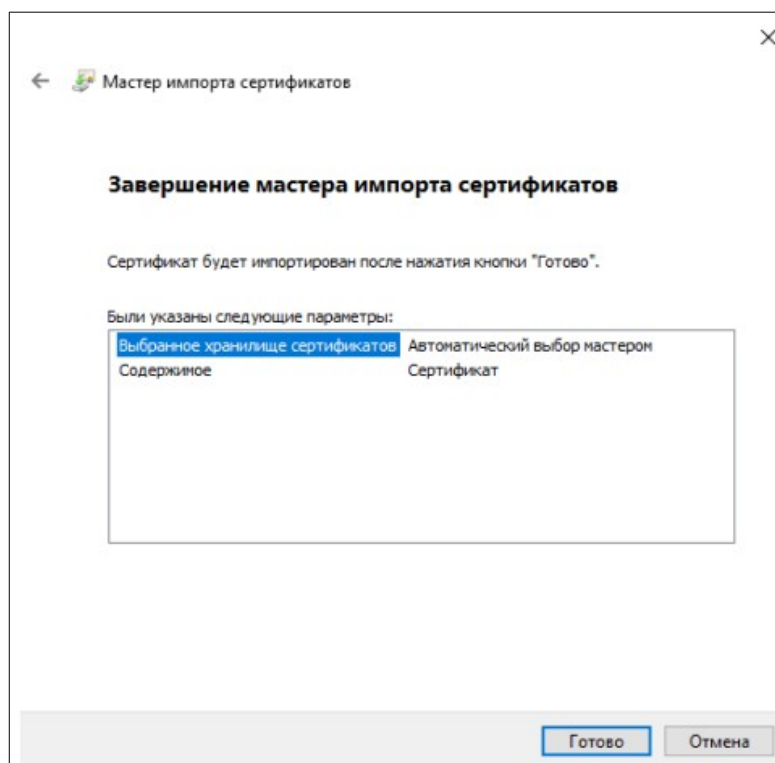 Мастер импорта сертификатов
Завершение мастера импорта сертификатов
Сертификат будет импортирован после нажатия кнопки "Готово".
Были указаны следующие параметры:
Выбранное хранилище сертификатов Автоматический выбор мастером
Содержимое Сертификат
Готово Отмена